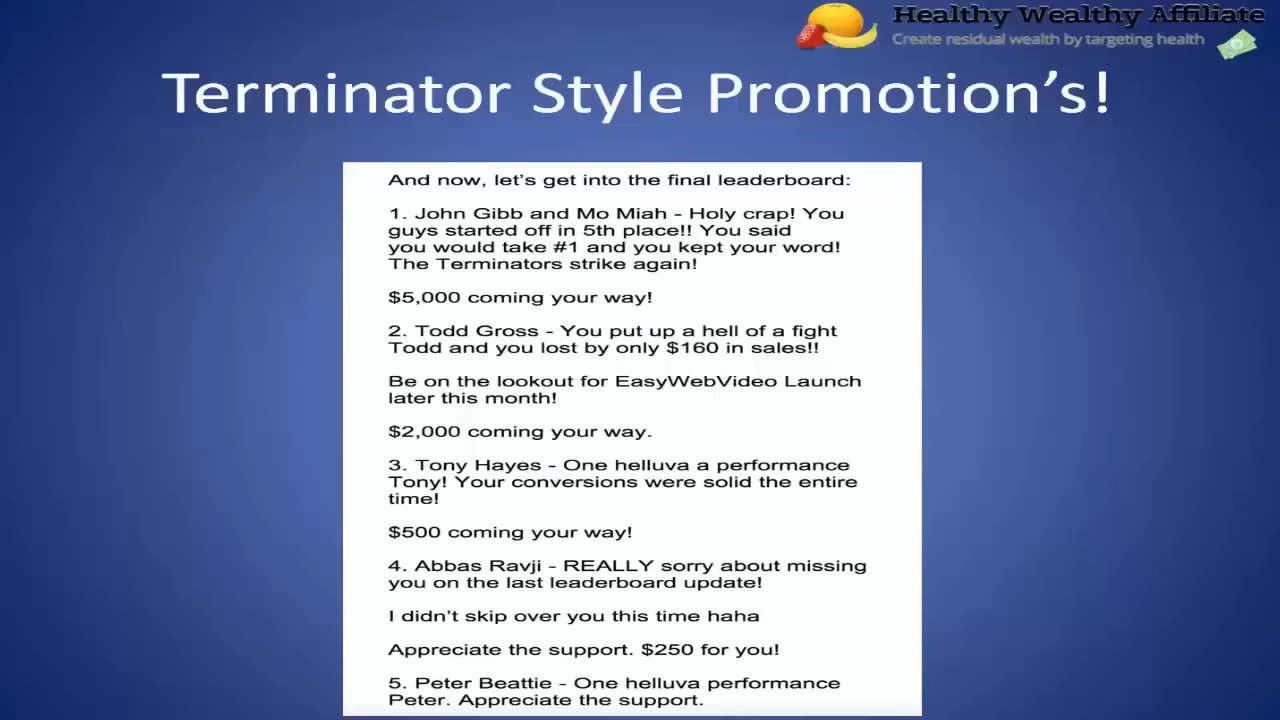 Healthy Wealthy Affiliate
Create residual wealth by targeting health
Terminator Style Promotion’s!
And now, let’s get into the final leaderboard:
1. John Gibb and Mo Miah - Holy crap! You
guys started off in 5th place!! You said
you would take #1 and you kept your word!
The Terminators strike again!
$5,000 coming your way!
2. Todd Gross - You put up a hell of a fight
Todd and you lost by only $160 in sales!!
Be on the lookout for EasyWebVideo Launch
later this month!
$2,000 coming your way.
3. Tony Hayes - One helluva a performance
Tony! Your conversions were solid the entire
time!
$500 coming your way!
4. Abbas Ravji - REALLY sorry about missing
you on the last leaderboard update!
I didn’t skip over you this time haha
Appreciate the support. $250 for you!
5. Peter Beattie - One helluva performance
Peter. Appreciate the support.